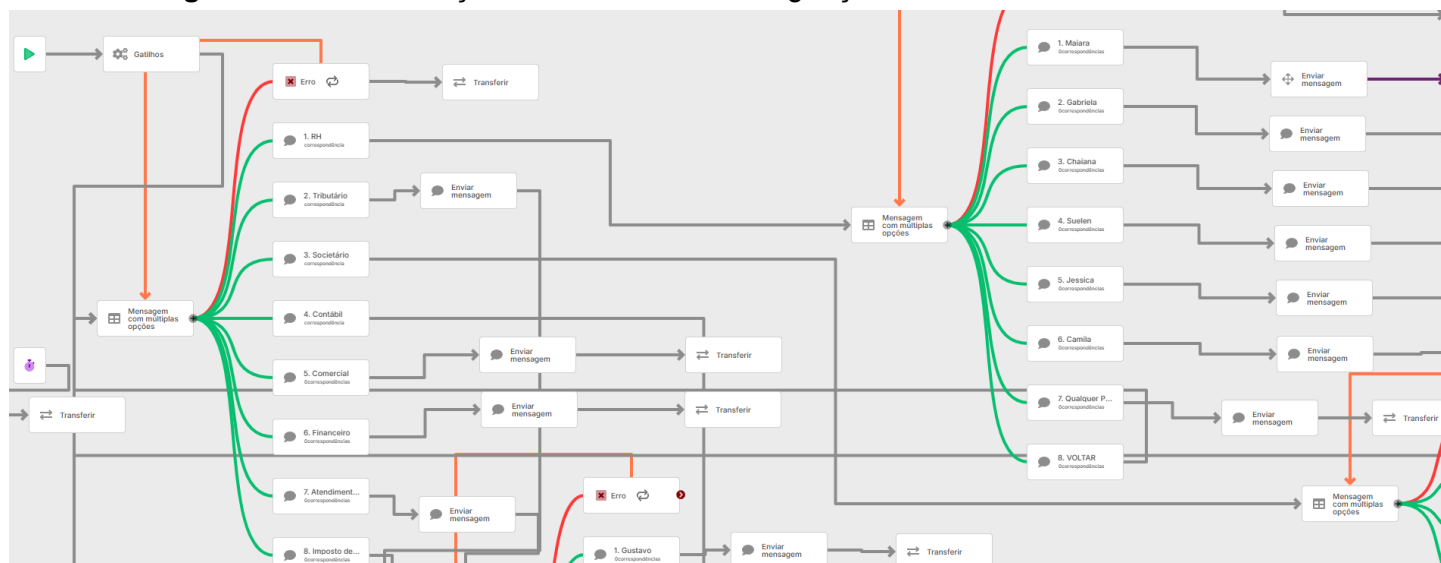 Gatilhos
Erro
Transferir
1. RH
correspondência
2. Tributário
correspondência
Enviar
mensagem
3. Societário
correspondência
Mensagem
com múltiplas
opções
4. Contábil
correspondência
5. Comercial
0correspondências
Enviar
mensagem
Transferir
Transferir
6. Financeiro
0correspondências
Enviar
mensagem
Transferir
7. Atendiment...
0correspondências
Enviar
mensagem
8. Imposto de...
0correspondências
Erro
1. Gustavo
0correspondências
Enviar
mensagem
Transferir
Mensagem
com múltiplas
opções
1. Maiara
0correspondências
Enviar
mensagem
2. Gabriela
0correspondências
Enviar
mensagem
3. Chaiana
0correspondências
Enviar
mensagem
4. Suelen
0correspondências
Enviar
mensagem
5. Jessica
0correspondências
Enviar
mensagem
6. Camila
0correspondências
Enviar
mensagem
7. Qualquer P...
0correspondências
Enviar
mensagem
Transferir
8. VOLTAR
0correspondências
Mensagem
com múltiplas
opções